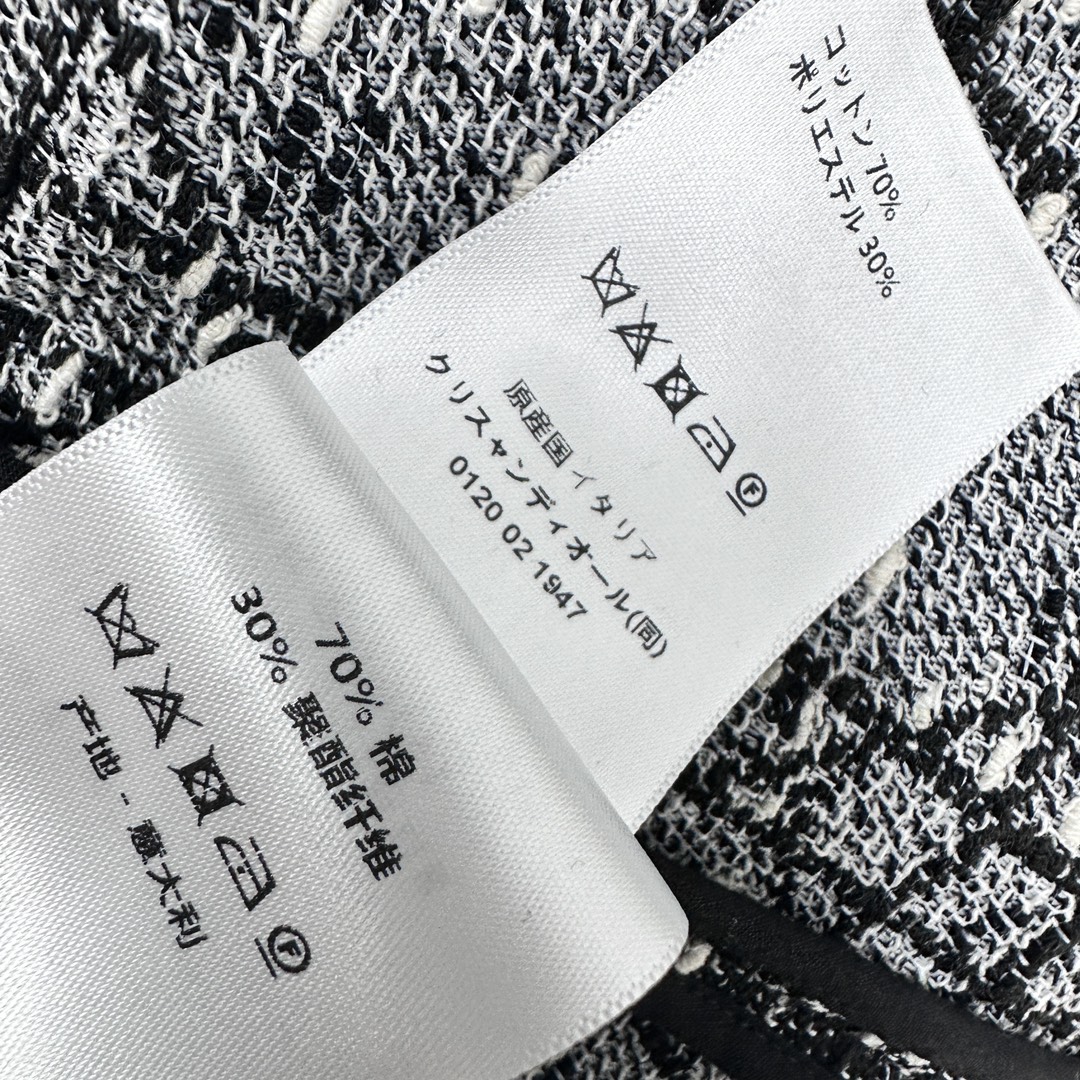 コットン 70%
ポリエステル 30%
F
原産国 イタリア
クリスャンディオール(同)
0120 02 1947
70% 棉
30% 聚酯纤维
F
产地 - 意大利